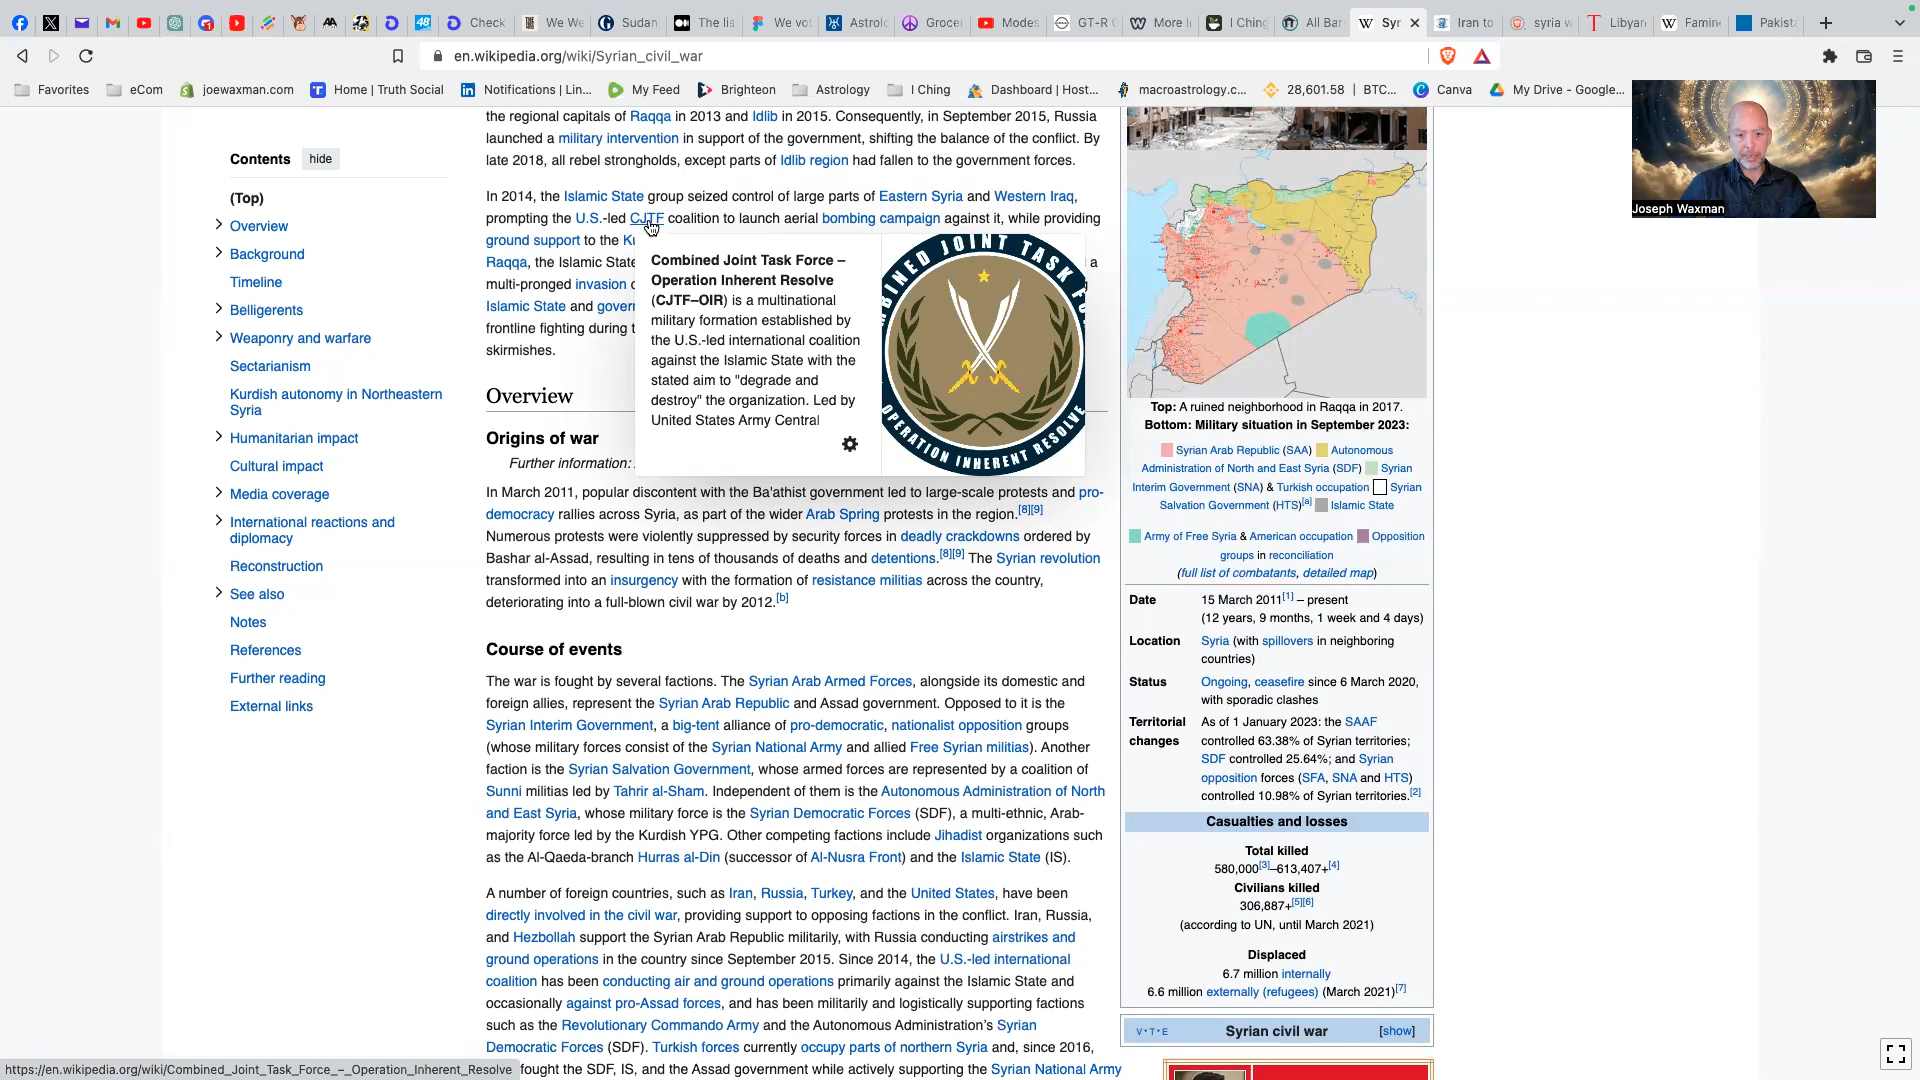 Check
We We
Sudan
The lis
We vot
Astrolo
Grocer
Modes
GT-R
More I
I Ching
All Bar
Syr
Iran to
syria w
Libyan
Famin
Pakist
en.wikipedia.org/wiki/Syrian_civil_war
Favorites
eCom
joewaxman.com
Home | Truth Social
Notifications | Lin...
My Feed
Brighteon
Astrology
I Ching
Dashboard | Host...
macroastrology.c...
28,601.58 | BTC...
Canva
My Drive - Google...
Joseph Waxman
Contents hide
(Top)
Overview
Background
Timeline
Belligerents
Weaponry and warfare
Sectarianism
Kurdish autonomy in Northeastern
Syria
Humanitarian impact
Cultural impact
Media coverage
International reactions and
diplomacy
Reconstruction
See also
Notes
References
Further reading
External links
the regional capitals of Raqqa in 2013 and Idlib in 2015. Consequently, in September 2015, Russia
launched a military intervention in support of the government, shifting the balance of the conflict. By
late 2018, all rebel strongholds, except parts of Idlib region had fallen to the government forces.
In 2014, the Islamic State group seized control of large parts of Eastern Syria and Western Iraq,
prompting the U.S.-led CJTF coalition to launch aerial bombing campaign against it, while providing
ground support to the
Raqqa, the Islamic State a
multi-pronged invasion
Islamic State and
frontline fighting during
skirmishes.
Combined Joint Task Force –
Operation Inherent Resolve
(CJTF–OIR) is a multinational
military formation established by
the U.S.-led international coalition
against the Islamic State with the
stated aim to "degrade and
destroy" the organization. Led by
United States Army Central
COMBINED JOINT TASK FORCE
OPERATION INHERENT RESOLVE
Overview
Origins of war
Further information:
In March 2011, popular discontent with the Ba'athist government led to large-scale protests and pro-
democracy rallies across Syria, as part of the wider Arab Spring protests in the region.[8][9]
Numerous protests were violently suppressed by security forces in deadly crackdowns ordered by
Bashar al-Assad, resulting in tens of thousands of deaths and detentions.[8][9] The Syrian revolution
transformed into an insurgency with the formation of resistance militias across the country,
deteriorating into a full-blown civil war by 2012.[b]
Course of events
The war is fought by several factions. The Syrian Arab Armed Forces, alongside its domestic and
foreign allies, represent the Syrian Arab Republic and Assad government. Opposed to it is the
Syrian Interim Government, a big-tent alliance of pro-democratic, nationalist opposition groups
(whose military forces consist of the Syrian National Army and allied Free Syrian militias). Another
faction is the Syrian Salvation Government, whose armed forces are represented by a coalition of
Sunni militias led by Tahrir al-Sham. Independent of them is the Autonomous Administration of North
and East Syria, whose military force is the Syrian Democratic Forces (SDF), a multi-ethnic, Arab-
majority force led by the Kurdish YPG. Other competing factions include Jihadist organizations such
as the Al-Qaeda-branch Hurras al-Din (successor of Al-Nusra Front) and the Islamic State (IS).
A number of foreign countries, such as Iran, Russia, Turkey, and the United States, have been
directly involved in the civil war, providing support to opposing factions in the conflict. Iran, Russia,
and Hezbollah support the Syrian Arab Republic militarily, with Russia conducting airstrikes and
ground operations in the country since September 2015. Since 2014, the U.S.-led international
coalition has been conducting air and ground operations primarily against the Islamic State and
occasionally against pro-Assad forces, and has been militarily and logistically supporting factions
such as the Revolutionary Commando Army and the Autonomous Administration's Syrian
Democratic Forces (SDF). Turkish forces currently occupy parts of northern Syria and, since 2016,
fought the SDF, IS, and the Assad government while actively supporting the Syrian National Army
https://en.wikipedia.org/wiki/Combined_Joint_Task_Force_–_Operation_Inherent_Resolve
Top: A ruined neighborhood in Raqqa in 2017.
Bottom: Military situation in September 2023:
Syrian Arab Republic (SAA) Autonomous
Administration of North and East Syria (SDF) Syrian
Interim Government (SNA) & Turkish occupation Syrian
Salvation Government (HTS)[a] Islamic State
Army of Free Syria & American occupation Opposition
groups in reconciliation
(full list of combatants, detailed map)
Date 15 March 2011[1] – present
(12 years, 9 months, 1 week and 4 days)
Location Syria (with spillovers in neighboring
countries)
Status Ongoing, ceasefire since 6 March 2020,
with sporadic clashes
Territorial As of 1 January 2023: the SAAF
changes controlled 63.38% of Syrian territories;
SDF controlled 25.64%; and Syrian
opposition forces (SFA, SNA and HTS)
controlled 10.98% of Syrian territories.[2]
Casualties and losses
Total killed
580,000[3]–613,407+[4]
Civilians killed
306,887+[5][6]
(according to UN, until March 2021)
Displaced
6.7 million internally
6.6 million externally (refugees) (March 2021)[7]
V·T·E Syrian civil war [show]